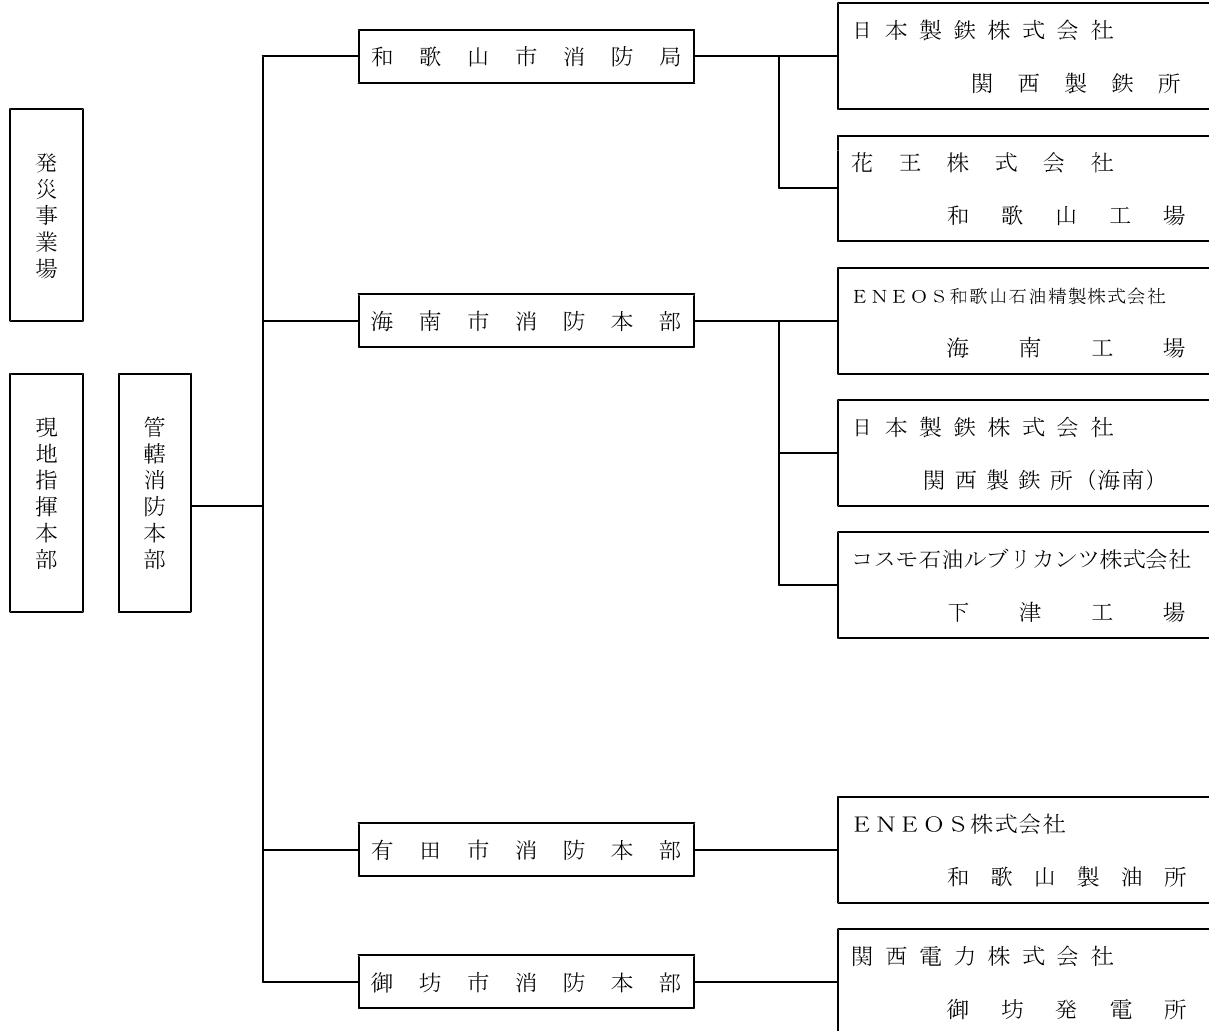 発災事業場
現地指揮本部
管轄消防本部
和歌山市消防局
日本製鉄株式会社
関西製鉄所
花王株式会社
和歌山工場
海南市消防本部
ＥＮＥＯＳ和歌山石油精製株式会社
海南工場
日本製鉄株式会社
関西製鉄所（海南）
コスモ石油ルブリカンツ株式会社
下津工場
有田市消防本部
ＥＮＥＯＳ株式会社
和歌山製油所
御坊市消防本部
関西電力株式会社
御坊発電所